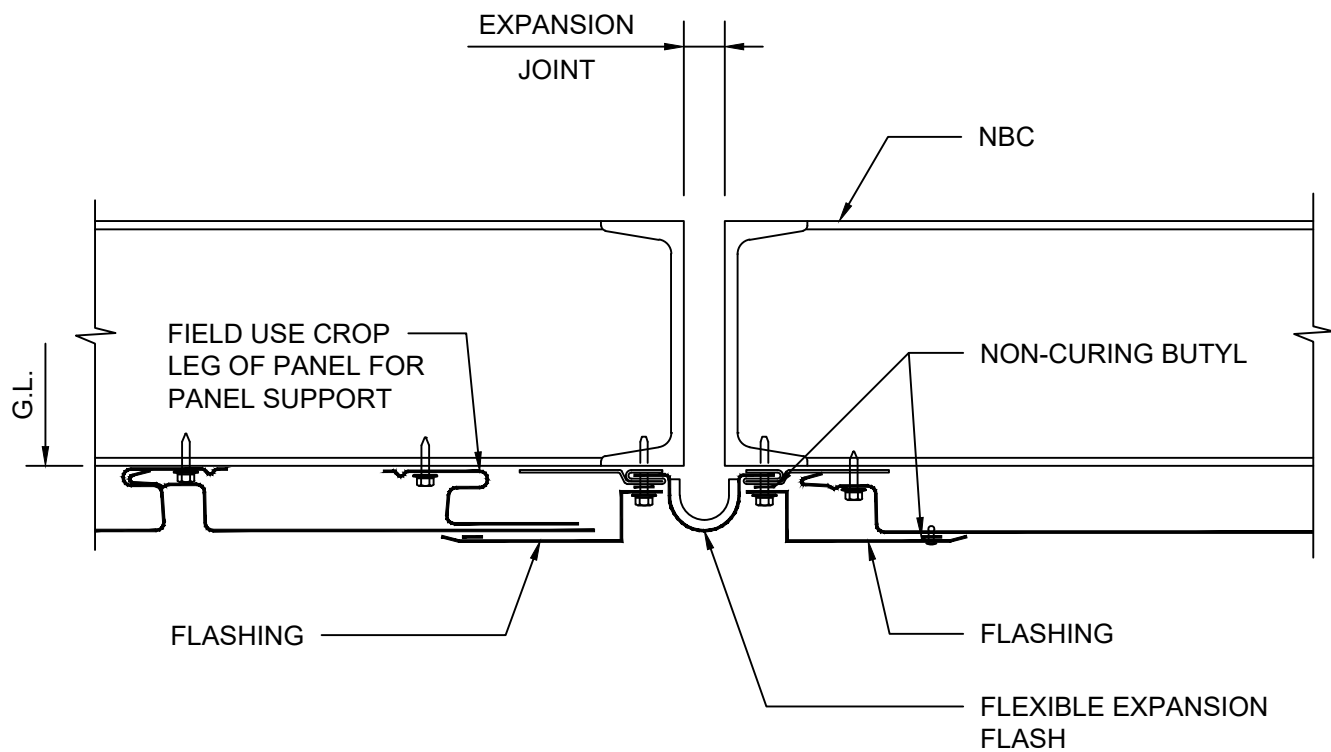 EXPANSION
JOINT
NBC
FIELD USE CROP
LEG OF PANEL FOR
PANEL SUPPORT
NON-CURING BUTYL
G.L.
FLASHING
FLASHING
FLEXIBLE EXPANSION
FLASH